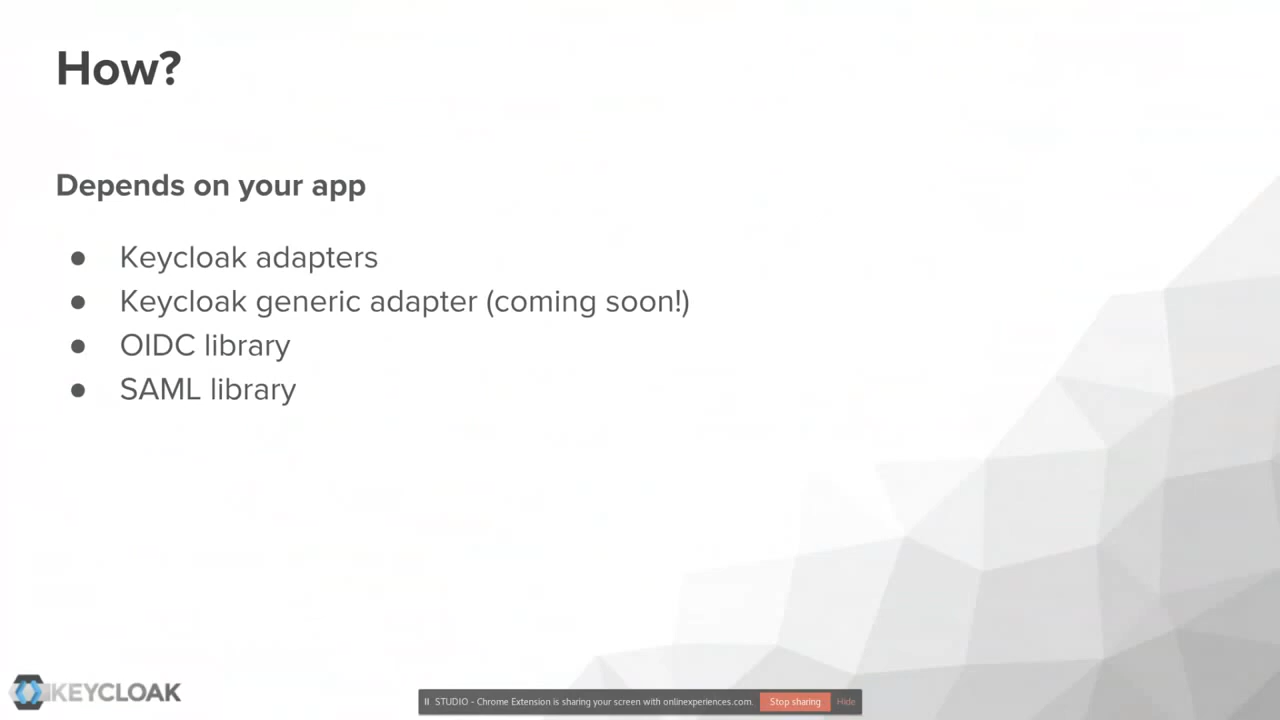 How?
Depends on your app
● Keycloak adapters
● Keycloak generic adapter (coming soon!)
● OIDC library
● SAML library
KEYCLOAK
STUDIO - Chrome Extension is sharing your screen with onlinexperiences.com. Stop sharing Hide